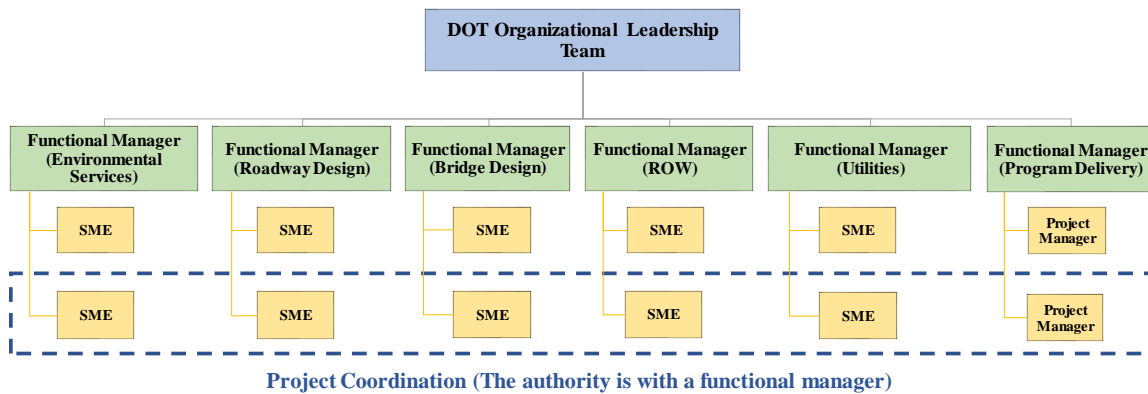 DOT Organizational Leadership
Team
Functional Manager
(Environmental
Services)
Functional Manager
(Roadway Design)
Functional Manager
(Bridge Design)
Functional Manager
(ROW)
Functional Manager
(Utilities)
Functional Manager
(Program Delivery)
SME
SME
SME
SME
SME
Project
Manager
SME
SME
SME
SME
SME
Project
Manager
Project Coordination (The authority is with a functional manager)